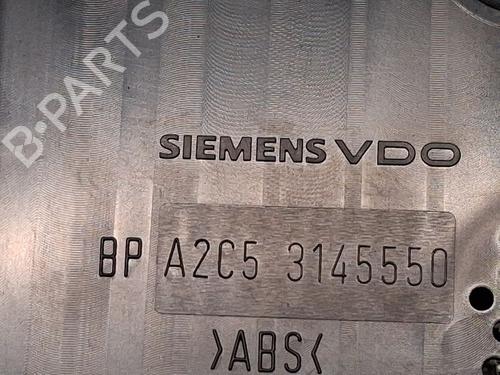 B-PARTS
SIEMENS VDO
BP A2C5 3145550
>ABS<